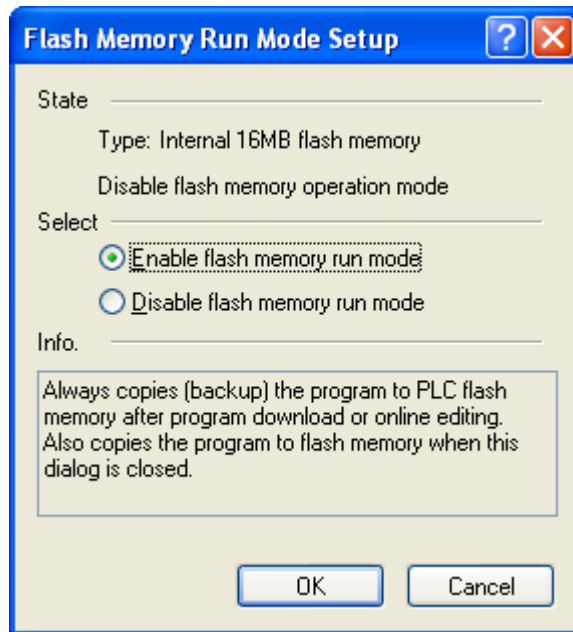 Flash Memory Run Mode Setup
State
Type: Internal 16MB flash memory
Disable flash memory operation mode
Select
Enable flash memory run mode
Disable flash memory run mode
Info.
Always copies (backup) the program to PLC flash
memory after program download or online editing.
Also copies the program to flash memory when this
dialog is closed.
OK Cancel